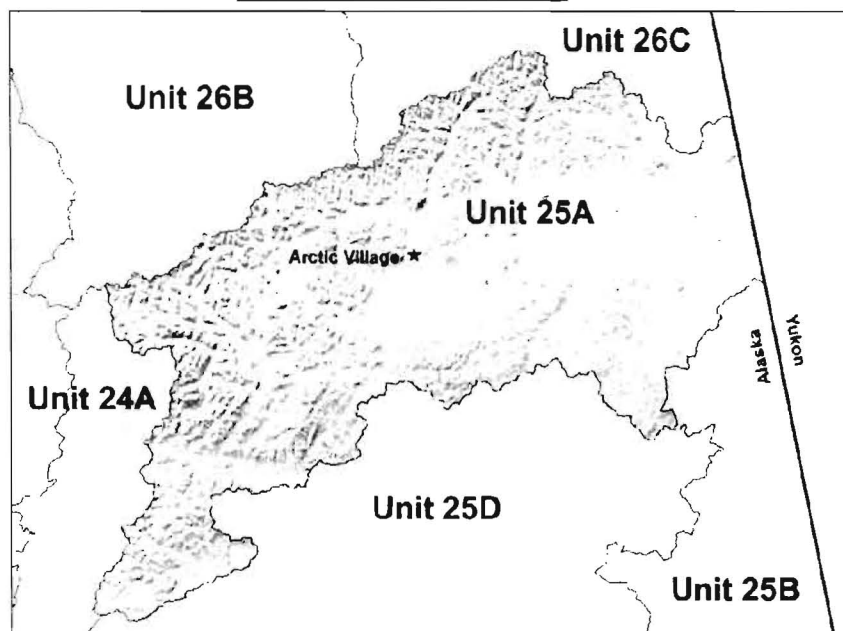 Unit 26C
Unit 26B
Unit 25A
Arctic Village
Alaska
Yukon
Unit 24A
Unit 25D
Unit 25B